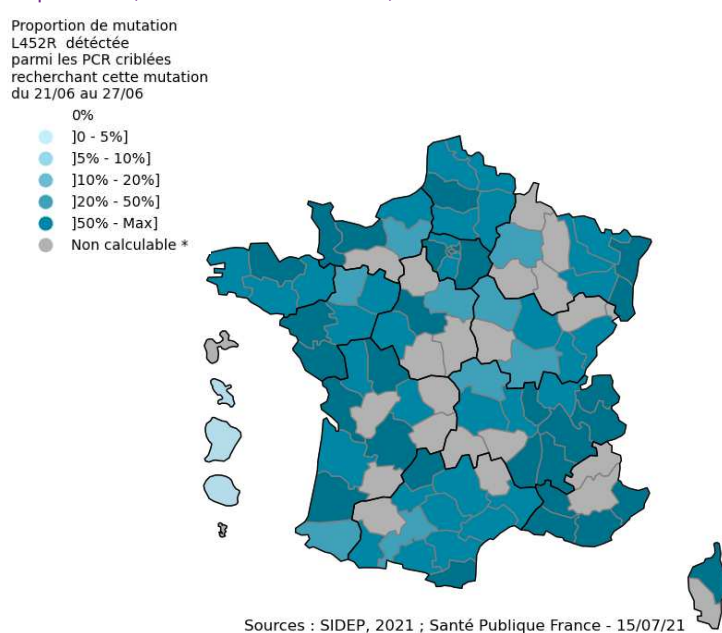 Proportion de mutation
L452R détéctée
parmi les PCR criblées
recherchant cette mutation
du 21/06 au 27/06
0%
]0 - 5%]
]5% - 10%]
]10% - 20%]
]20% - 50%]
]50% - Max]
Non calculable *
Sources : SIDEP, 2021 ; Santé Publique France - 15/07/21